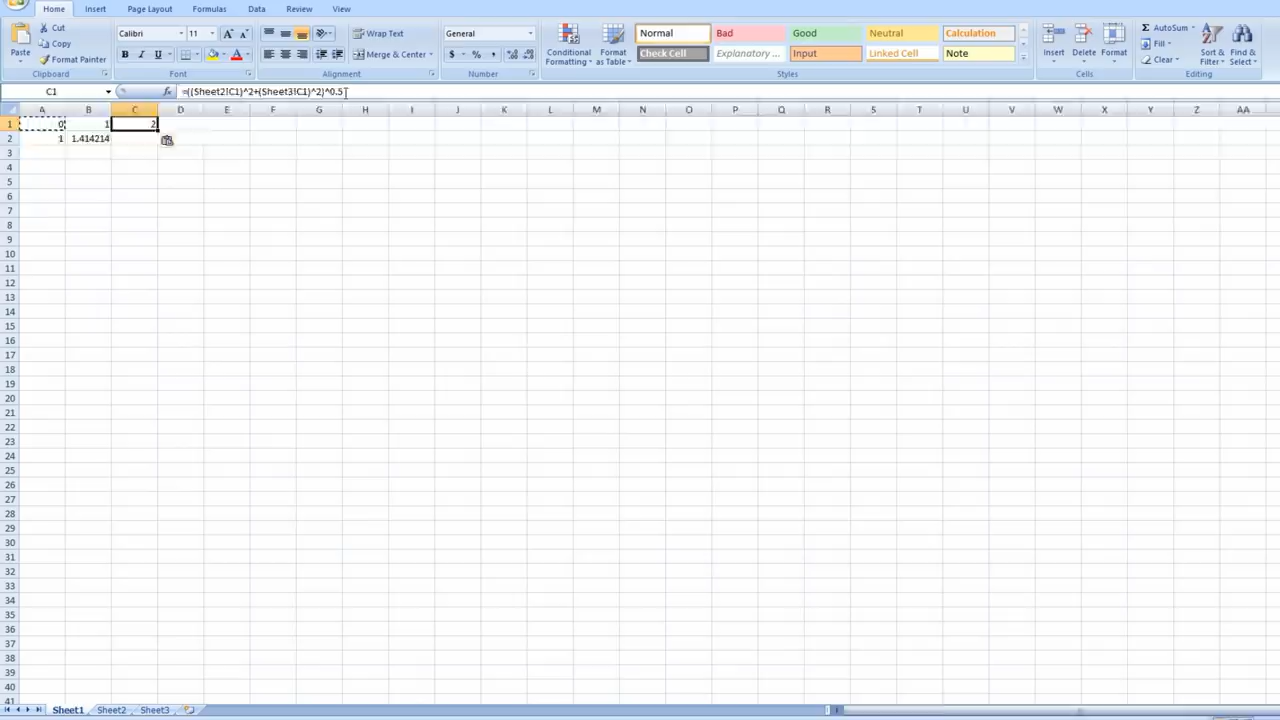 Home Insert Page Layout Formulas Data Review View
Cut
Copy
Format Painter
Paste
Clipboard
Calibri 11
B I U
Font
Wrap Text
Merge & Center
Alignment
General
$ % ,
Number
Conditional Formatting
Format as Table
Normal Bad Good Neutral Calculation
Check Cell Explanatory ... Input Linked Cell Note
Styles
Insert Delete Format
Cells
AutoSum
Fill
Clear
Sort & Filter
Find & Select
Editing
C1 =((Sheet2!C1)^2+(Sheet3!C1)^2)^0.5
A B C D E F G H I J K L M N O P Q R S T U V W X Y Z AA
1 0 1 2
2 1 1.414214
3
4
5
6
7
8
9
10
11
12
13
14
15
16
17
18
19
20
21
22
23
24
25
26
27
28
29
30
31
32
33
34
35
36
37
38
39
40
41
Sheet1 Sheet2 Sheet3